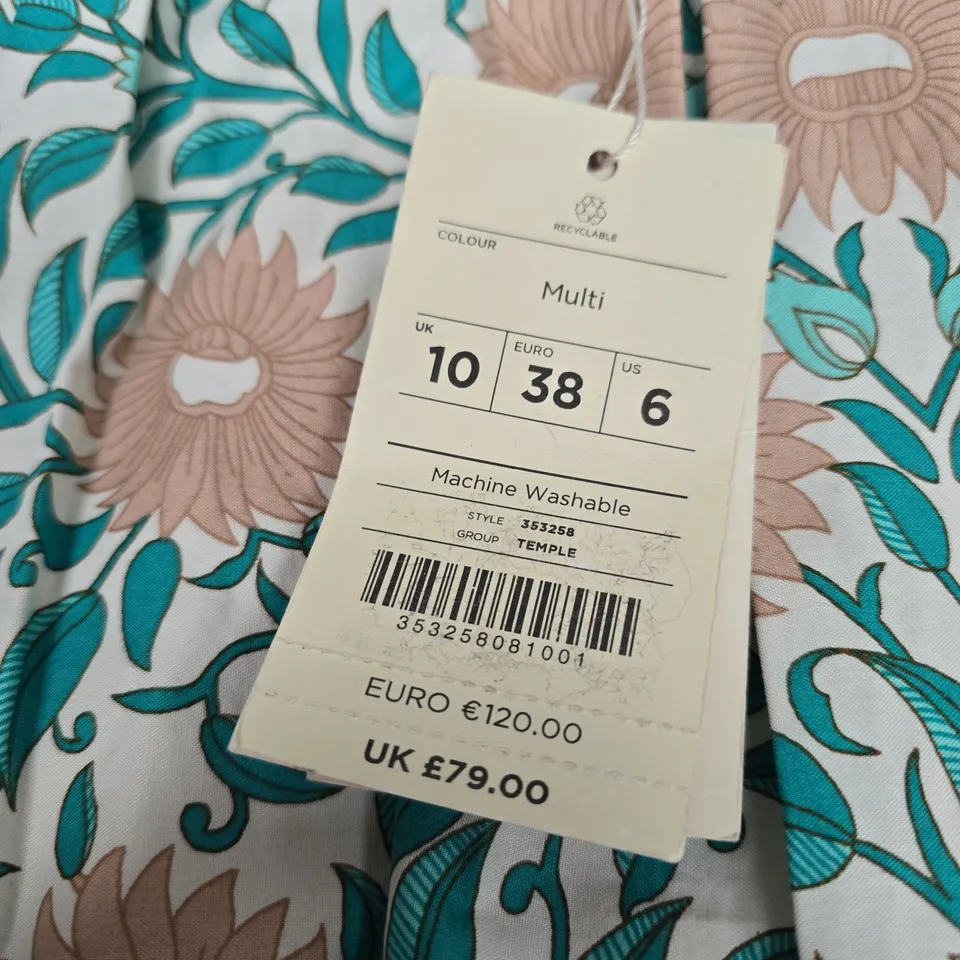 RECYCLABLE
COLOUR
Multi
UK 10 EURO 38 US 6
Machine Washable
STYLE 353258
GROUP TEMPLE
353258081001
EURO €120.00
UK £79.00